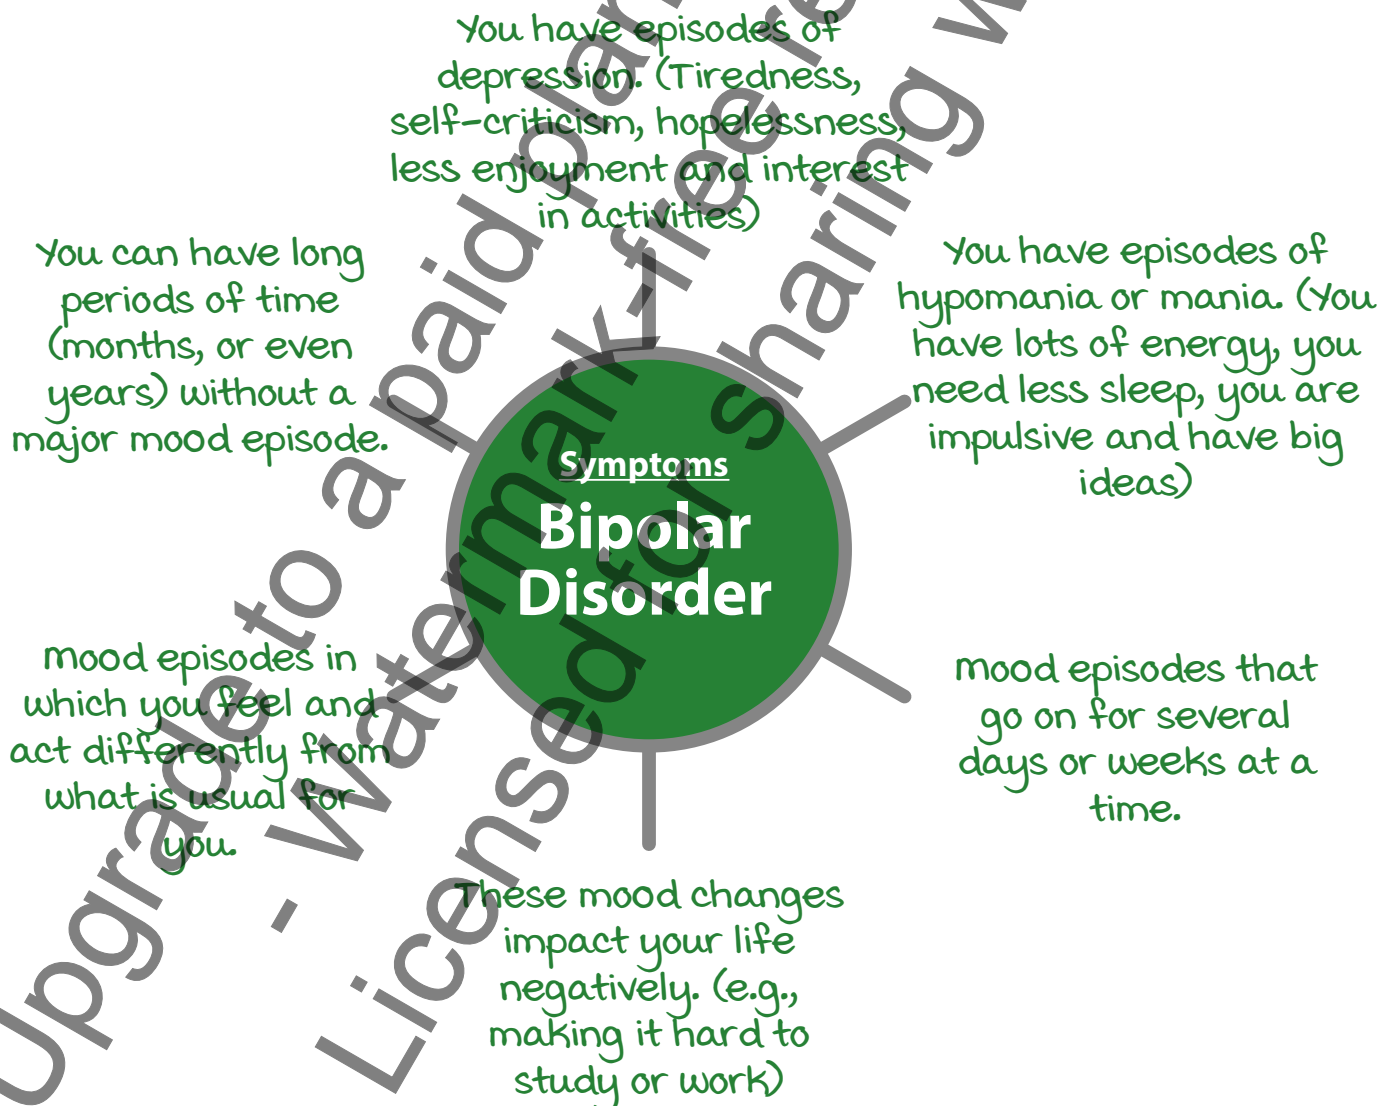 You have episodes of
depression. (Tiredness,
self-criticism, hopelessness,
less enjoyment and interest
in activities)
You have episodes of
hypomania or mania. (You
have lots of energy, you
need less sleep, you are
impulsive and have big
ideas)
Mood episodes that
go on for several
days or weeks at a
time.
These mood changes
impact your life
negatively. (e.g.,
making it hard to
study or work)
Mood episodes in
which you feel and
act differently from
what is usual for
you.
You can have long
periods of time
(months, or even
years) without a
major mood episode.
Symptoms
Bipolar
Disorder
Upgrade to a paid
- Watermark-free
Licensed for sharing